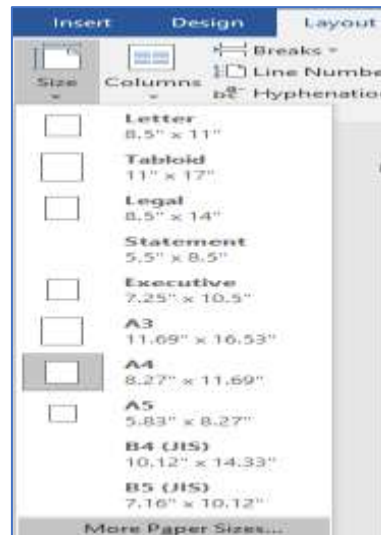 Insert Design Layout
Breaks
Size Columns Line Numbe
Hyphenatio
Letter
8.5" x 11"
Tabloid
11" x 17"
Legal
8.5" x 14"
Statement
5.5" x 8.5"
Executive
7.25" x 10.5"
A3
11.69" x 16.53"
A4
8.27" x 11.69"
A5
5.83" x 8.27"
B4 (JIS)
10.12" x 14.33"
B5 (JIS)
7.16" x 10.12"
More Paper Sizes...